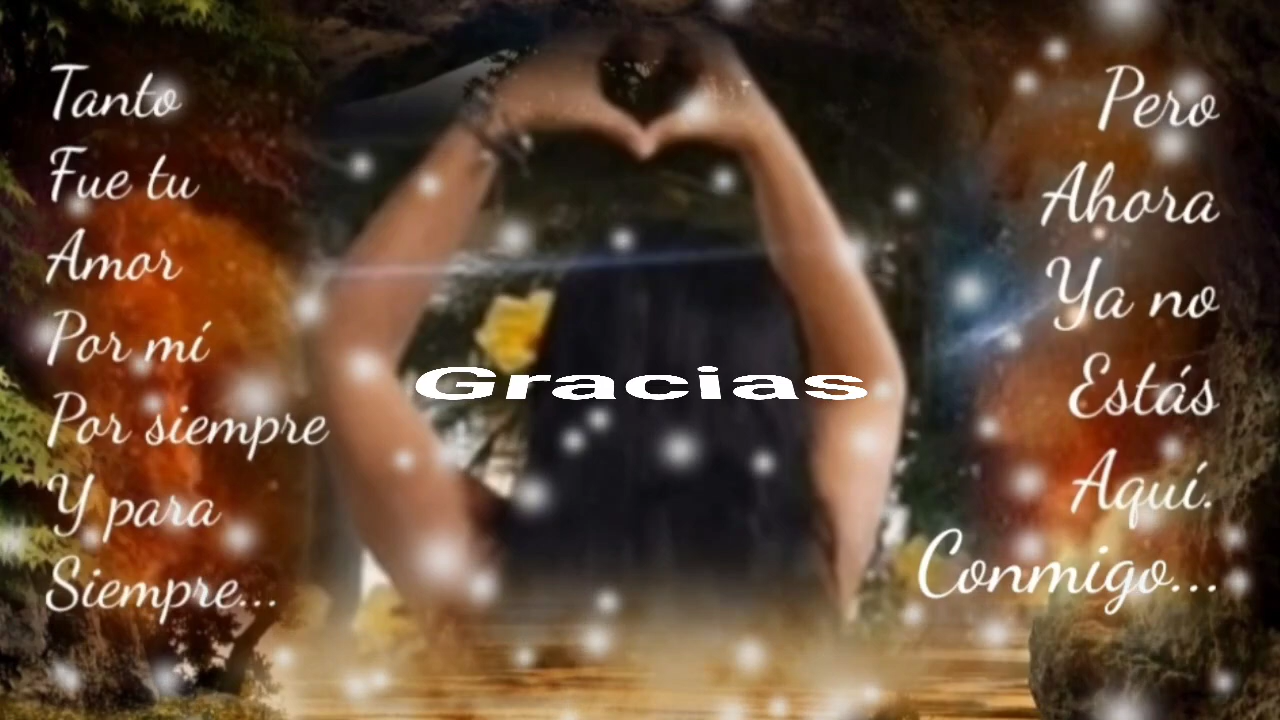 Tanto
Fue tu
Amor
Por mí
Por siempre
Y para
Siempre...
Gracias
Pero
Ahora
Ya no
Estás
Aquí.
Conmigo...